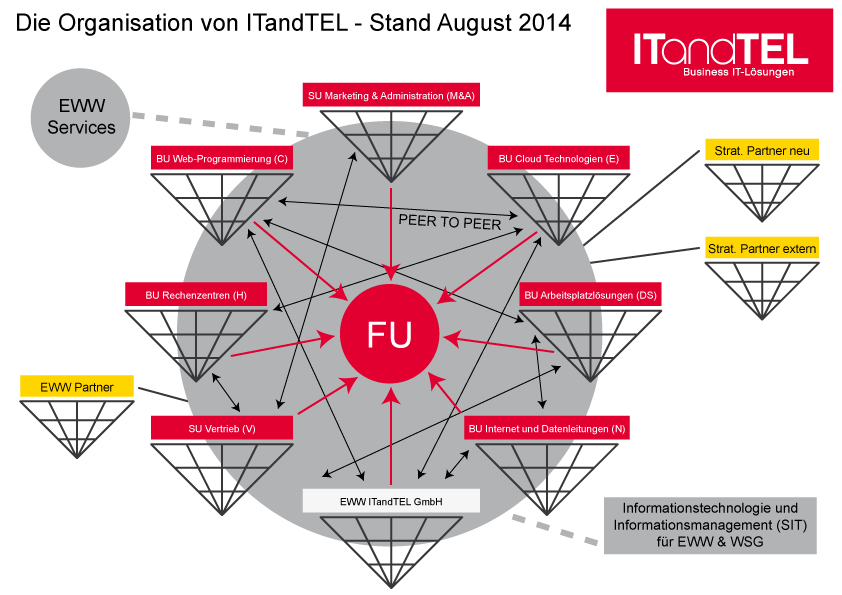 Die Organisation von ITandTEL - Stand August 2014
ITandTEL
Business IT-Lösungen
EWW
Services
SU Marketing & Administration (M&A)
BU Web-Programmierung (C)
BU Cloud Technologien (E)
Strat. Partner neu
PEER TO PEER
Strat. Partner extern
BU Rechenzentren (H)
BU Arbeitsplatzlösungen (DS)
FU
EWW Partner
SU Vertrieb (V)
BU Internet und Datenleitungen (N)
EWW ITandTEL GmbH
Informationstechnologie und
Informationsmanagement (SIT)
für EWW & WSG